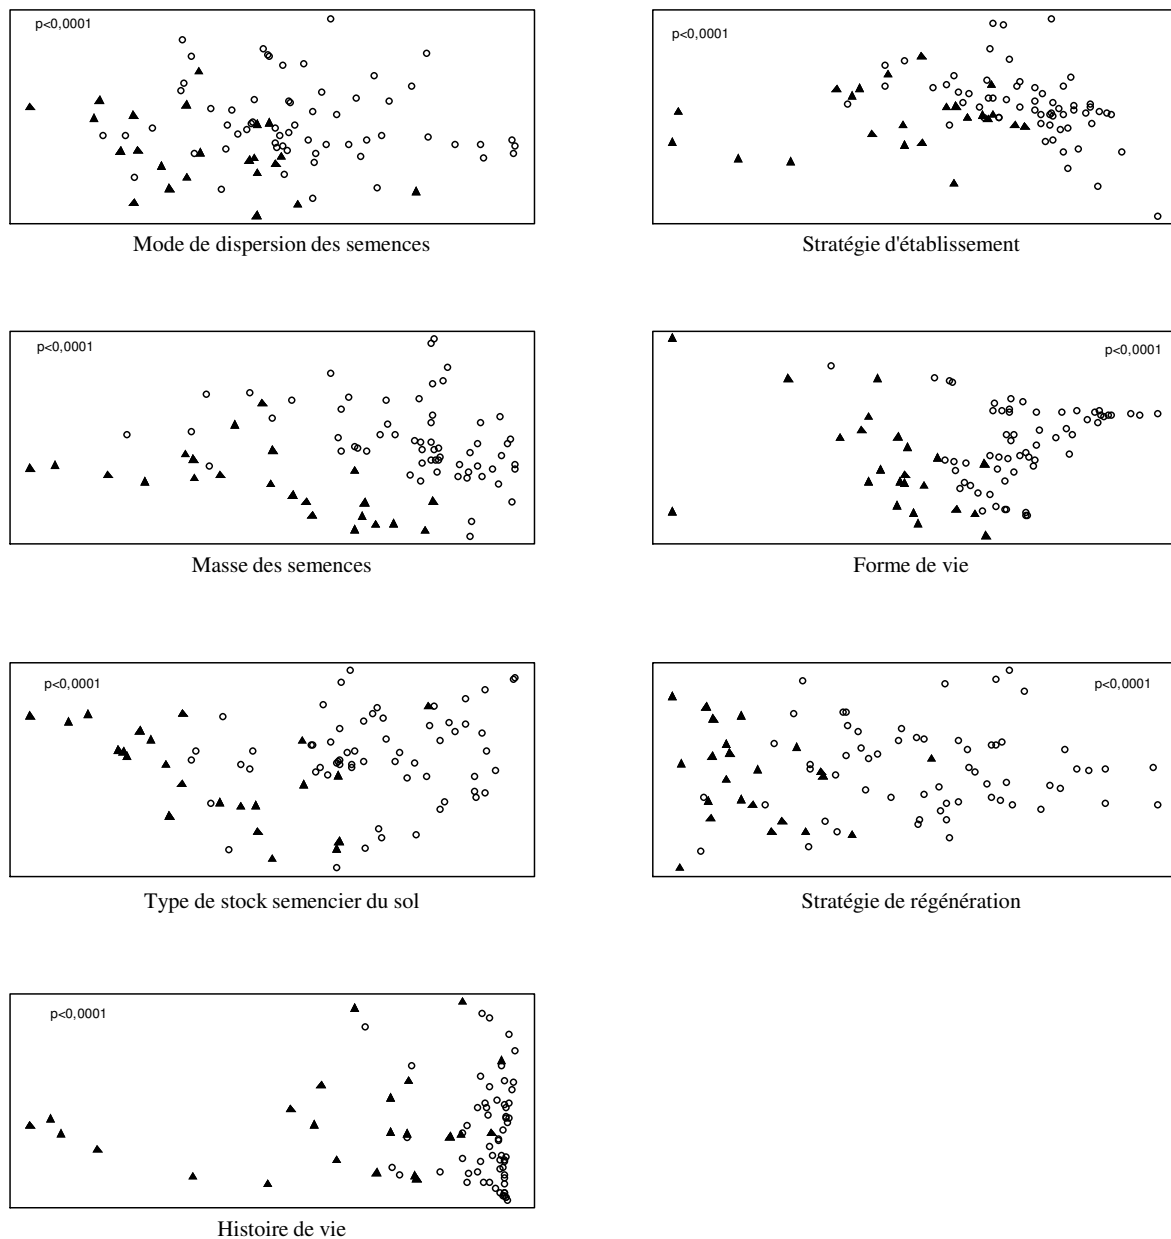 p<0,0001
Mode de dispersion des semences
p<0,0001
Stratégie d'établissement
p<0,0001
Masse des semences
p<0,0001
Forme de vie
p<0,0001
Type de stock semencier du sol
p<0,0001
Stratégie de régénération
p<0,0001
Histoire de vie